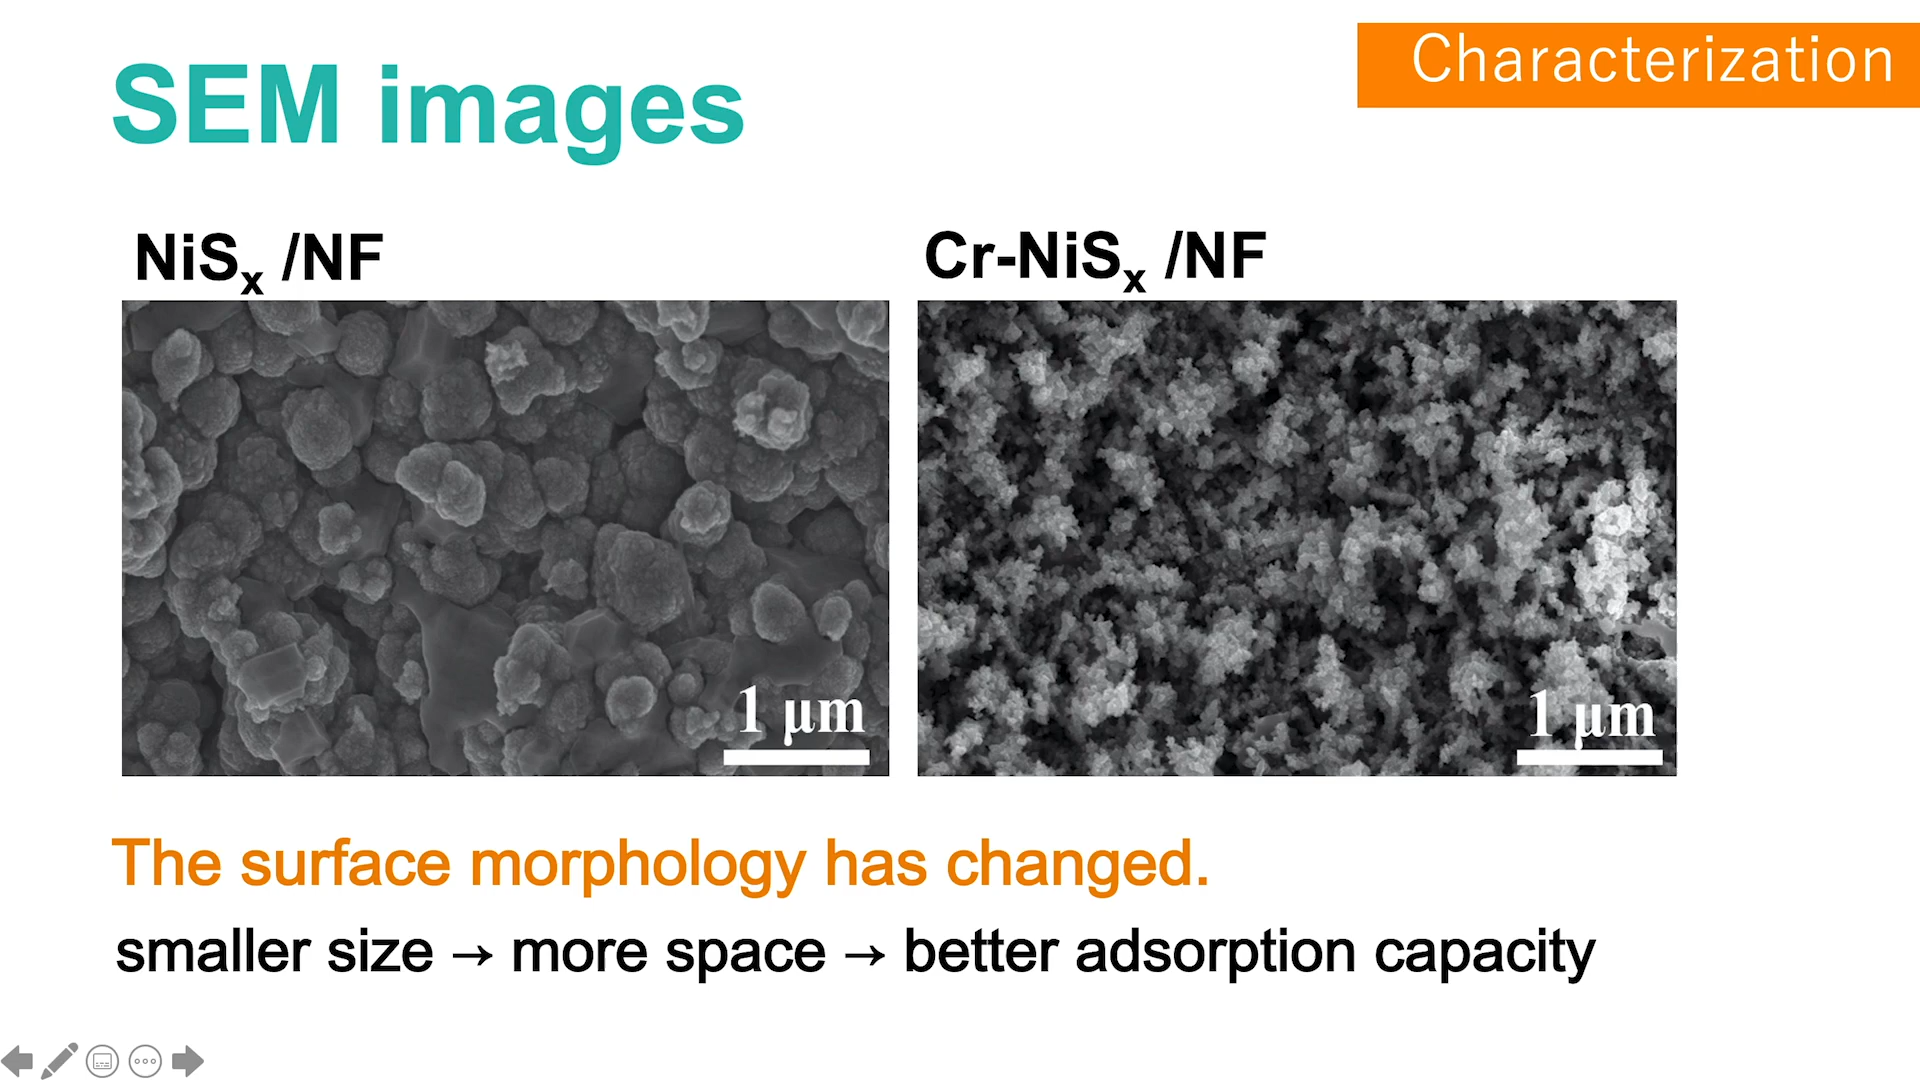 Characterization
SEM images
NiSx /NF
Cr-NiSx /NF
1 μm
1 μm
The surface morphology has changed.
smaller size → more space → better adsorption capacity